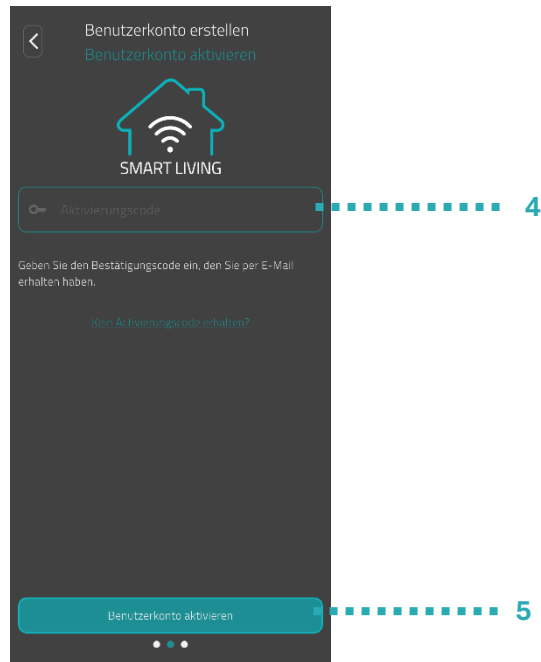 Benutzerkonto erstellen
Benutzerkonto aktivieren
SMART LIVING
Aktivierungscode
4
Geben Sie den Bestätigungscode ein, den Sie per E-Mail
erhalten haben.
Kein Activierungscode erhalten?
Benutzerkonto aktivieren
5